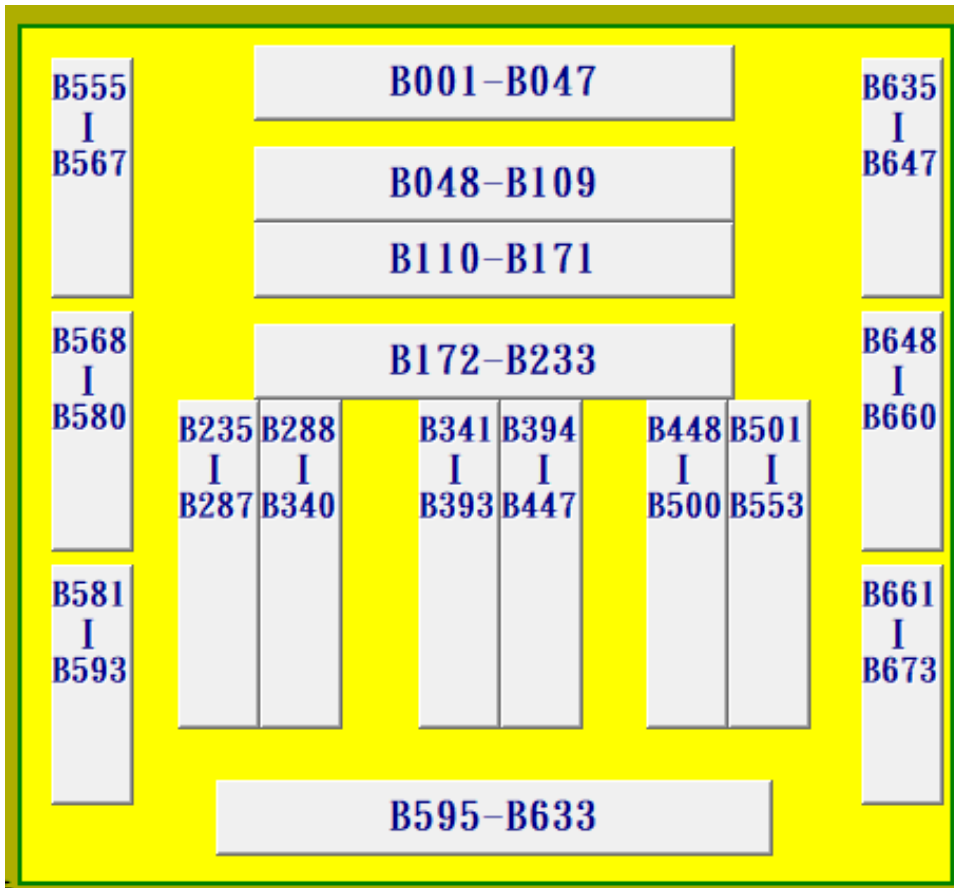 B001-B047
B048-B109
B110-B171
B172-B233
B555
I
B567
B568
I
B580
B581
I
B593
B235
I
B287
B288
I
B340
B341
I
B393
B394
I
B447
B448
I
B500
B501
I
B553
B635
I
B647
B648
I
B660
B661
I
B673
B595-B633